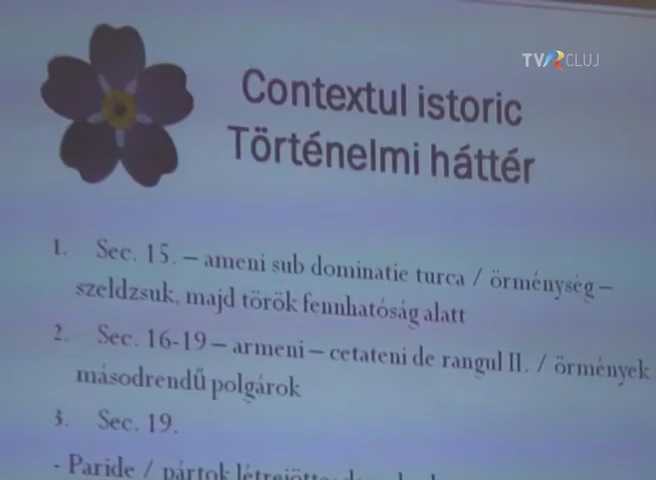 TVR CLUJ
Contextul istoric
Történelmi háttér
1. Sec. 15. – ameni sub dominatie turca / örménység –
szeldzsuk, majd török fennhatóság alatt
2. Sec. 16-19 – armeni – cetateni de rangul II. / örmények
másodrendű polgárok
3. Sec. 19.
- Paride / pártok